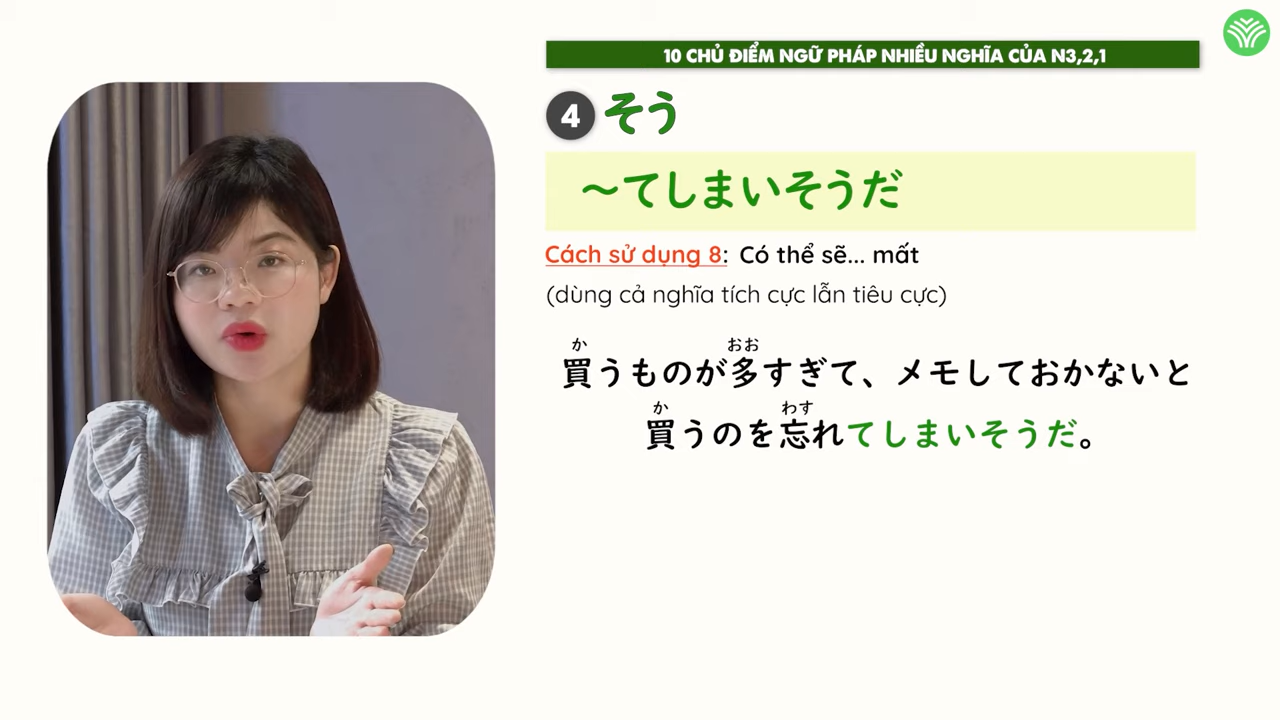 10 CHỦ ĐIỂM NGỮ PHÁP NHIỀU NGHĨA CỦA N3,2,1
4 そう
～てしまいそうだ
Cách sử dụng 8: Có thể sẽ... mất
(dùng cả nghĩa tích cực lẫn tiêu cực)
か おお
買うものが多すぎて、メモしておかないと
か わす
買うのを忘れてしまいそうだ。